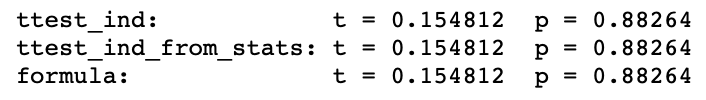 ttest_ind:            t = 0.154812  p = 0.88264
ttest_ind_from_stats: t = 0.154812  p = 0.88264
formula:              t = 0.154812  p = 0.88264